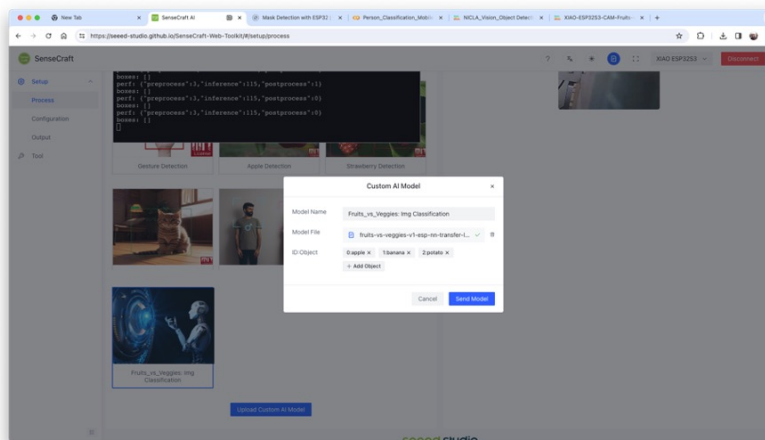 New Tab
SenseCraft AI
Mask Detection with ESP32
Person_Classification_Mobil
NICLA_Vision_Object Detect
XIAO-ESP32S3-CAM-Fruits-
https://seeed-studio.github.io/SenseCraft-Web-Toolkit/#/setup/process
SenseCraft
XIAO ESP32S3
Disconnect
Setup
Process
Configuration
Output
Tool
boxes: []
perf: {"preprocess":3,"inference":115,"postprocess":1}
boxes: []
perf: {"preprocess":3,"inference":115,"postprocess":0}
boxes: []
perf: {"preprocess":3,"inference":115,"postprocess":0}
boxes: []
Gesture Detection
Apple Detection
Strawberry Detection
Custom AI Model
Model Name
Fruits_vs_Veggies: Img Classification
Model File
fruits-vs-veggies-v1-esp-nn-transfer-l...
ID Object
0:apple ×
1:banana ×
2:potato ×
+ Add Object
Cancel
Send Model
Fruits_vs_Veggies: Img
Classification
Upload Custom AI Model
seeed studio